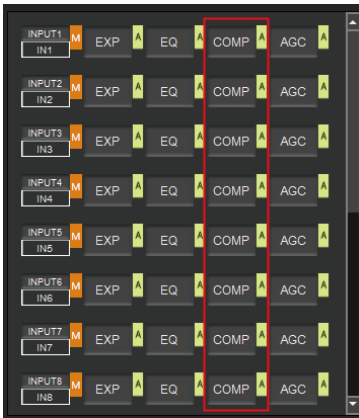 INPUT1 M EXP A EQ A COMP A AGC A
IN1
INPUT2 M EXP A EQ A COMP A AGC A
IN2
INPUT3 M EXP A EQ A COMP A AGC A
IN3
INPUT4 M EXP A EQ A COMP A AGC A
IN4
INPUT5 M EXP A EQ A COMP A AGC A
IN5
INPUT6 M EXP A EQ A COMP A AGC A
IN6
INPUT7 M EXP A EQ A COMP A AGC A
IN7
INPUT8 M EXP A EQ A COMP A AGC A
IN8